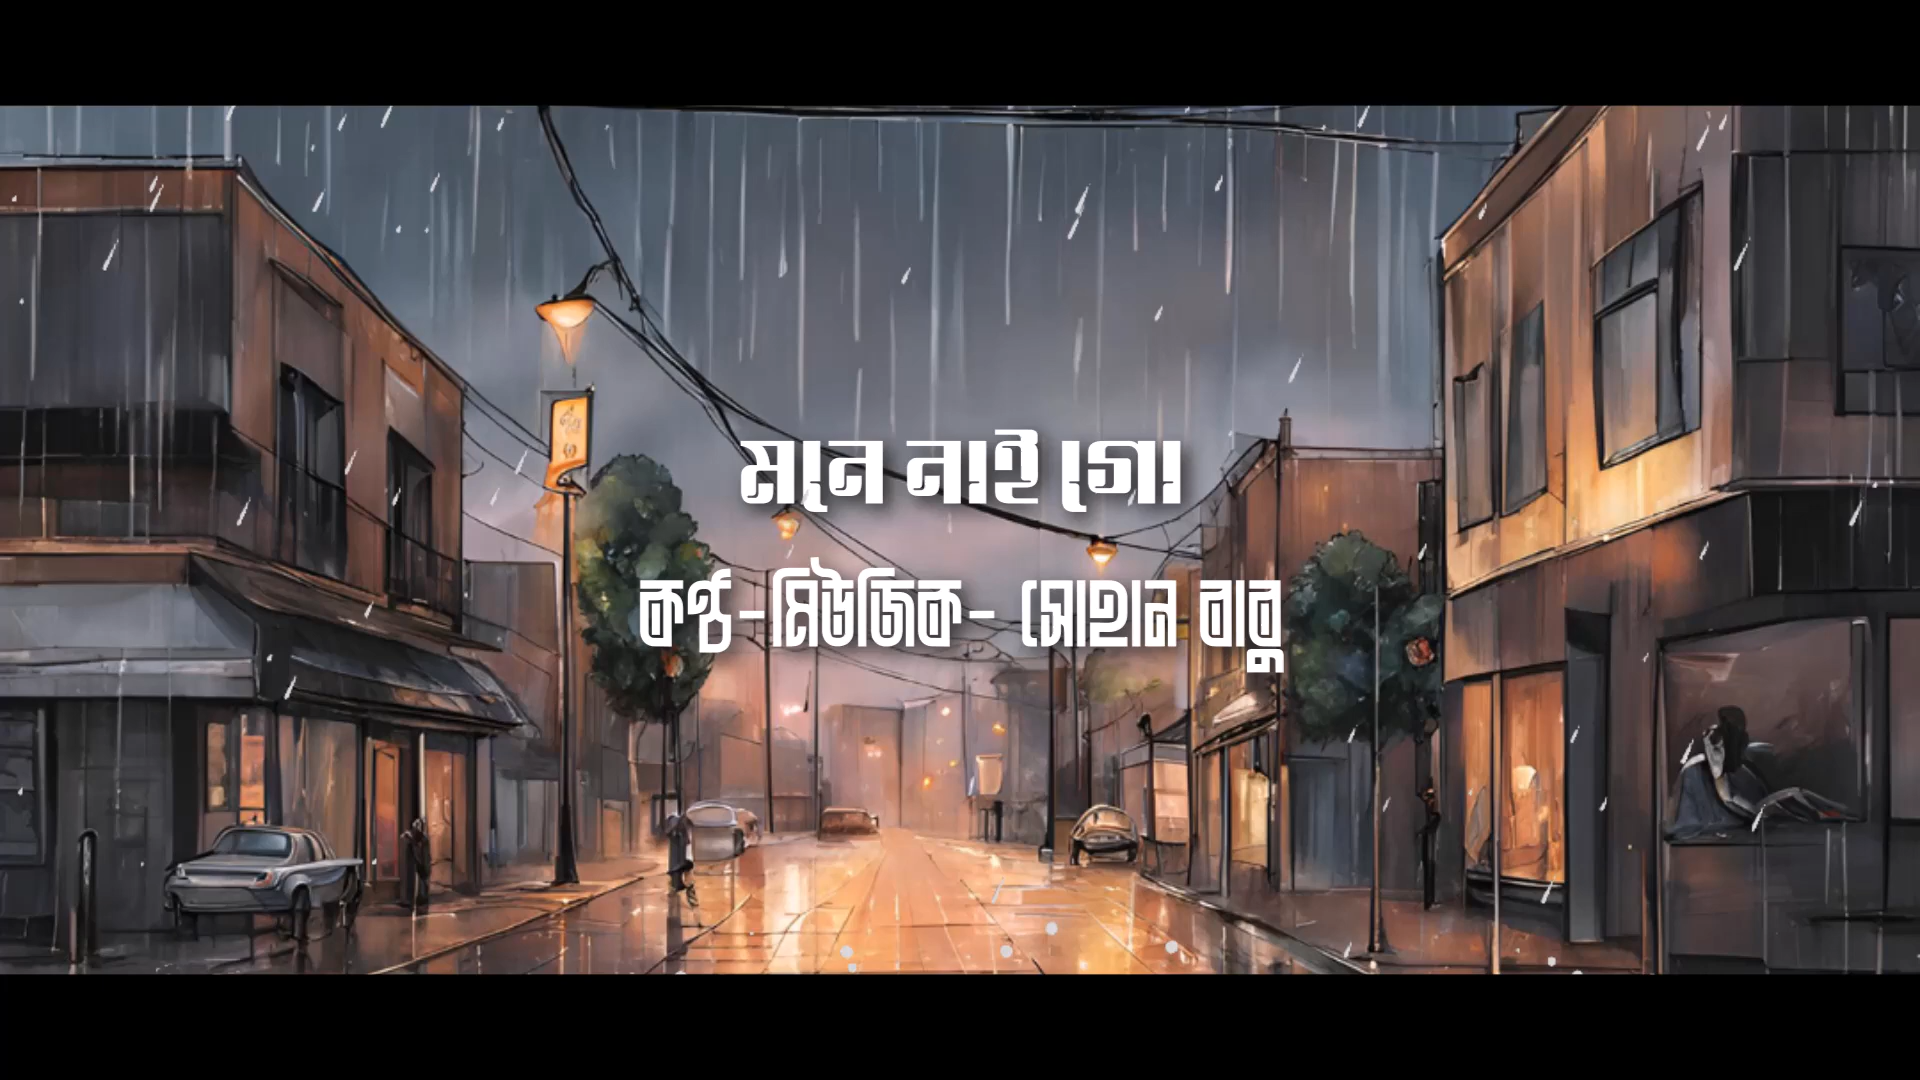 মনে নাই গো
কণ্ঠ-মিউজিক- সোহান বাবু